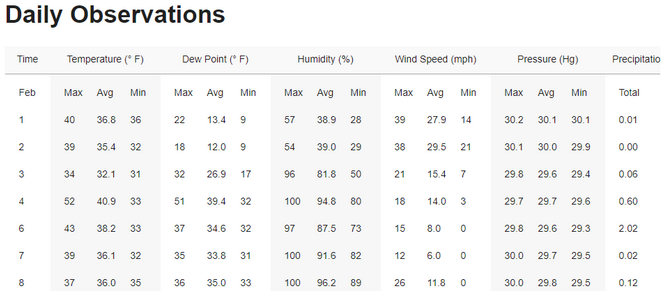 Daily Observations
Time Temperature (° F) Dew Point (° F) Humidity (%) Wind Speed (mph) Pressure (Hg) Precipitatio
Feb Max Avg Min Max Avg Min Max Avg Min Max Avg Min Max Avg Min Total
1 40 36.8 36 22 13.4 9 57 38.9 28 39 27.9 14 30.2 30.1 30.1 0.01
2 39 35.4 32 18 12.0 9 54 39.0 29 38 29.5 21 30.1 30.0 29.9 0.00
3 34 32.1 31 32 26.9 17 96 81.8 50 21 15.4 7 29.8 29.6 29.4 0.06
4 52 40.9 33 51 39.4 32 100 94.8 80 18 14.0 3 29.7 29.7 29.6 0.60
6 43 38.2 33 37 34.6 32 97 87.5 73 15 8.0 0 29.8 29.6 29.3 2.02
7 39 36.1 32 35 33.8 31 100 91.6 82 12 6.0 0 30.0 29.7 29.5 0.02
8 37 36.0 35 36 35.0 33 100 96.2 89 26 11.8 0 30.0 29.8 29.5 0.12